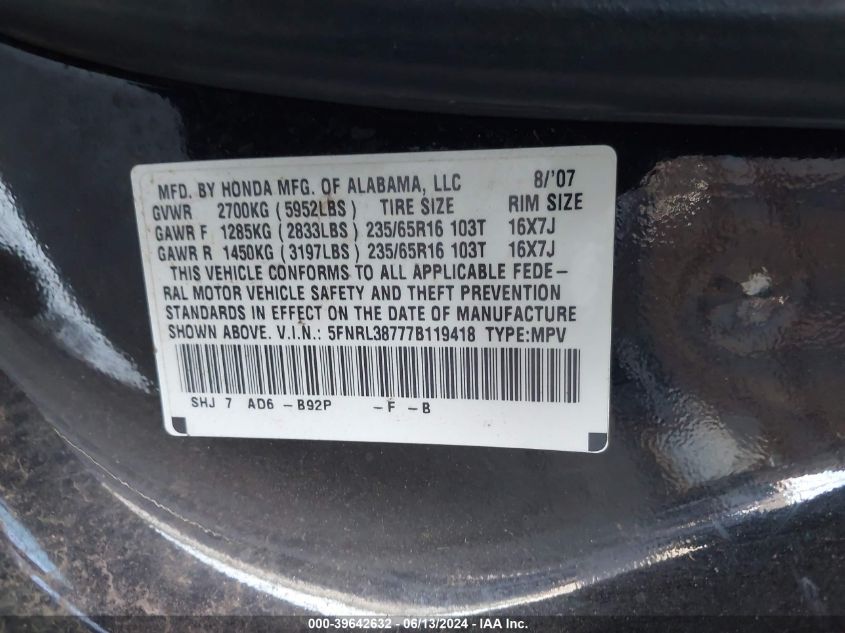 MFD. BY HONDA MFG. OF ALABAMA, LLC 8/'07
GVWR 2700KG (5952LBS) TIRE SIZE RIM SIZE
GAWR F 1285KG (2833LBS) 235/65R16 103T 16X7J
GAWR R 1450KG (3197LBS) 235/65R16 103T 16X7J
THIS VEHICLE CONFORMS TO ALL APPLICABLE FEDE-
RAL MOTOR VEHICLE SAFETY AND THEFT PREVENTION
STANDARDS IN EFFECT ON THE DATE OF MANUFACTURE
SHOWN ABOVE. V.I.N.: 5FNRL38777B119418 TYPE:MPV
SHJ 7 AD6 -B92P -F -B
000-39642632 - 06/13/2024 - IAAI Inc.